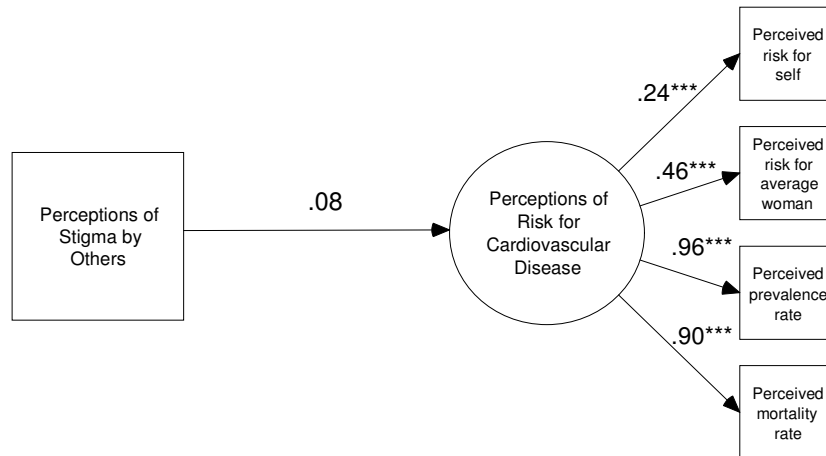 Perceptions of
Stigma by
Others
.08
Perceptions of
Risk for
Cardiovascular
Disease
.24***
.46***
.96***
.90***
Perceived
risk for
self
Perceived
risk for
average
woman
Perceived
prevalence
rate
Perceived
mortality
rate